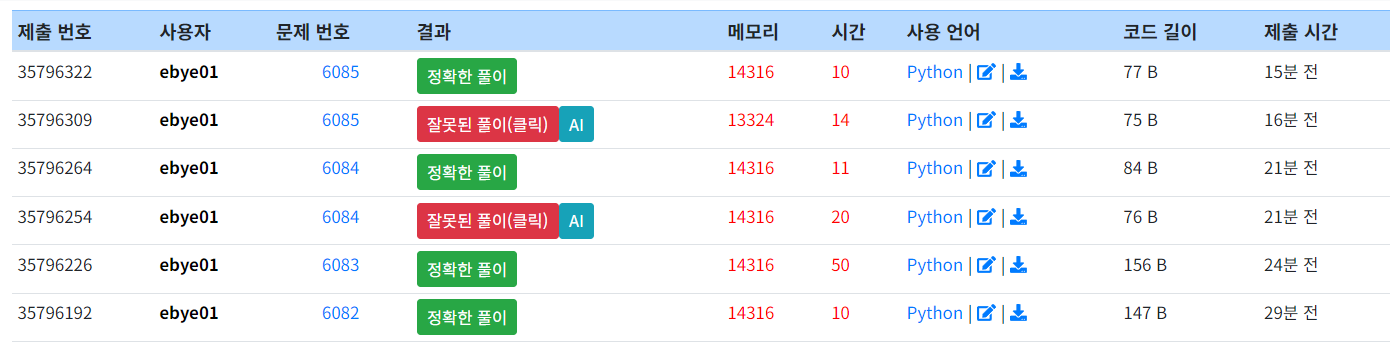 제출 번호 사용자 문제 번호 결과 메모리 시간 사용 언어 코드 길이 제출 시간
35796322 ebye01 6085 정확한 풀이 14316 10 Python | | 77 B 15분 전
35796309 ebye01 6085 잘못된 풀이(클릭) AI 13324 14 Python | | 75 B 16분 전
35796264 ebye01 6084 정확한 풀이 14316 11 Python | | 84 B 21분 전
35796254 ebye01 6084 잘못된 풀이(클릭) AI 14316 20 Python | | 76 B 21분 전
35796226 ebye01 6083 정확한 풀이 14316 50 Python | | 156 B 24분 전
35796192 ebye01 6082 정확한 풀이 14316 10 Python | | 147 B 29분 전